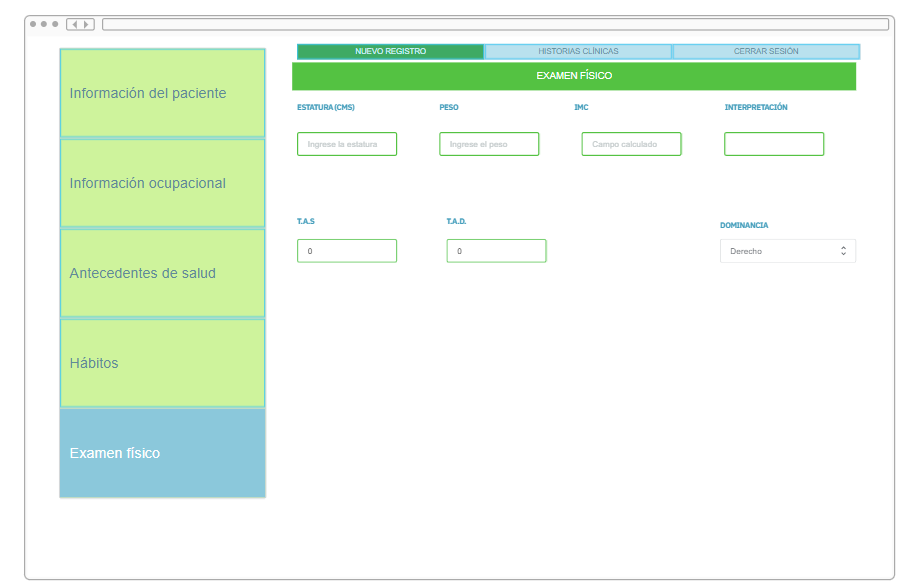 NUEVO REGISTRO
HISTORIAS CLÍNICAS
CERRAR SESIÓN
EXAMEN FÍSICO
Información del paciente
Información ocupacional
Antecedentes de salud
Hábitos
Examen físico
ESTATURA (CMS)
PESO
IMC
INTERPRETACIÓN
Ingrese la estatura
Ingrese el peso
Campo calculado
T.A.S
T.A.D.
DOMINANCIA
0
0
Derecho